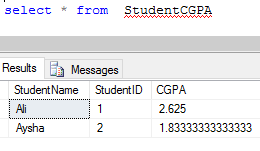 select * from StudentCGPA
Results Messages
StudentName StudentID CGPA
Ali 1 2.625
Aysha 2 1.83333333333333